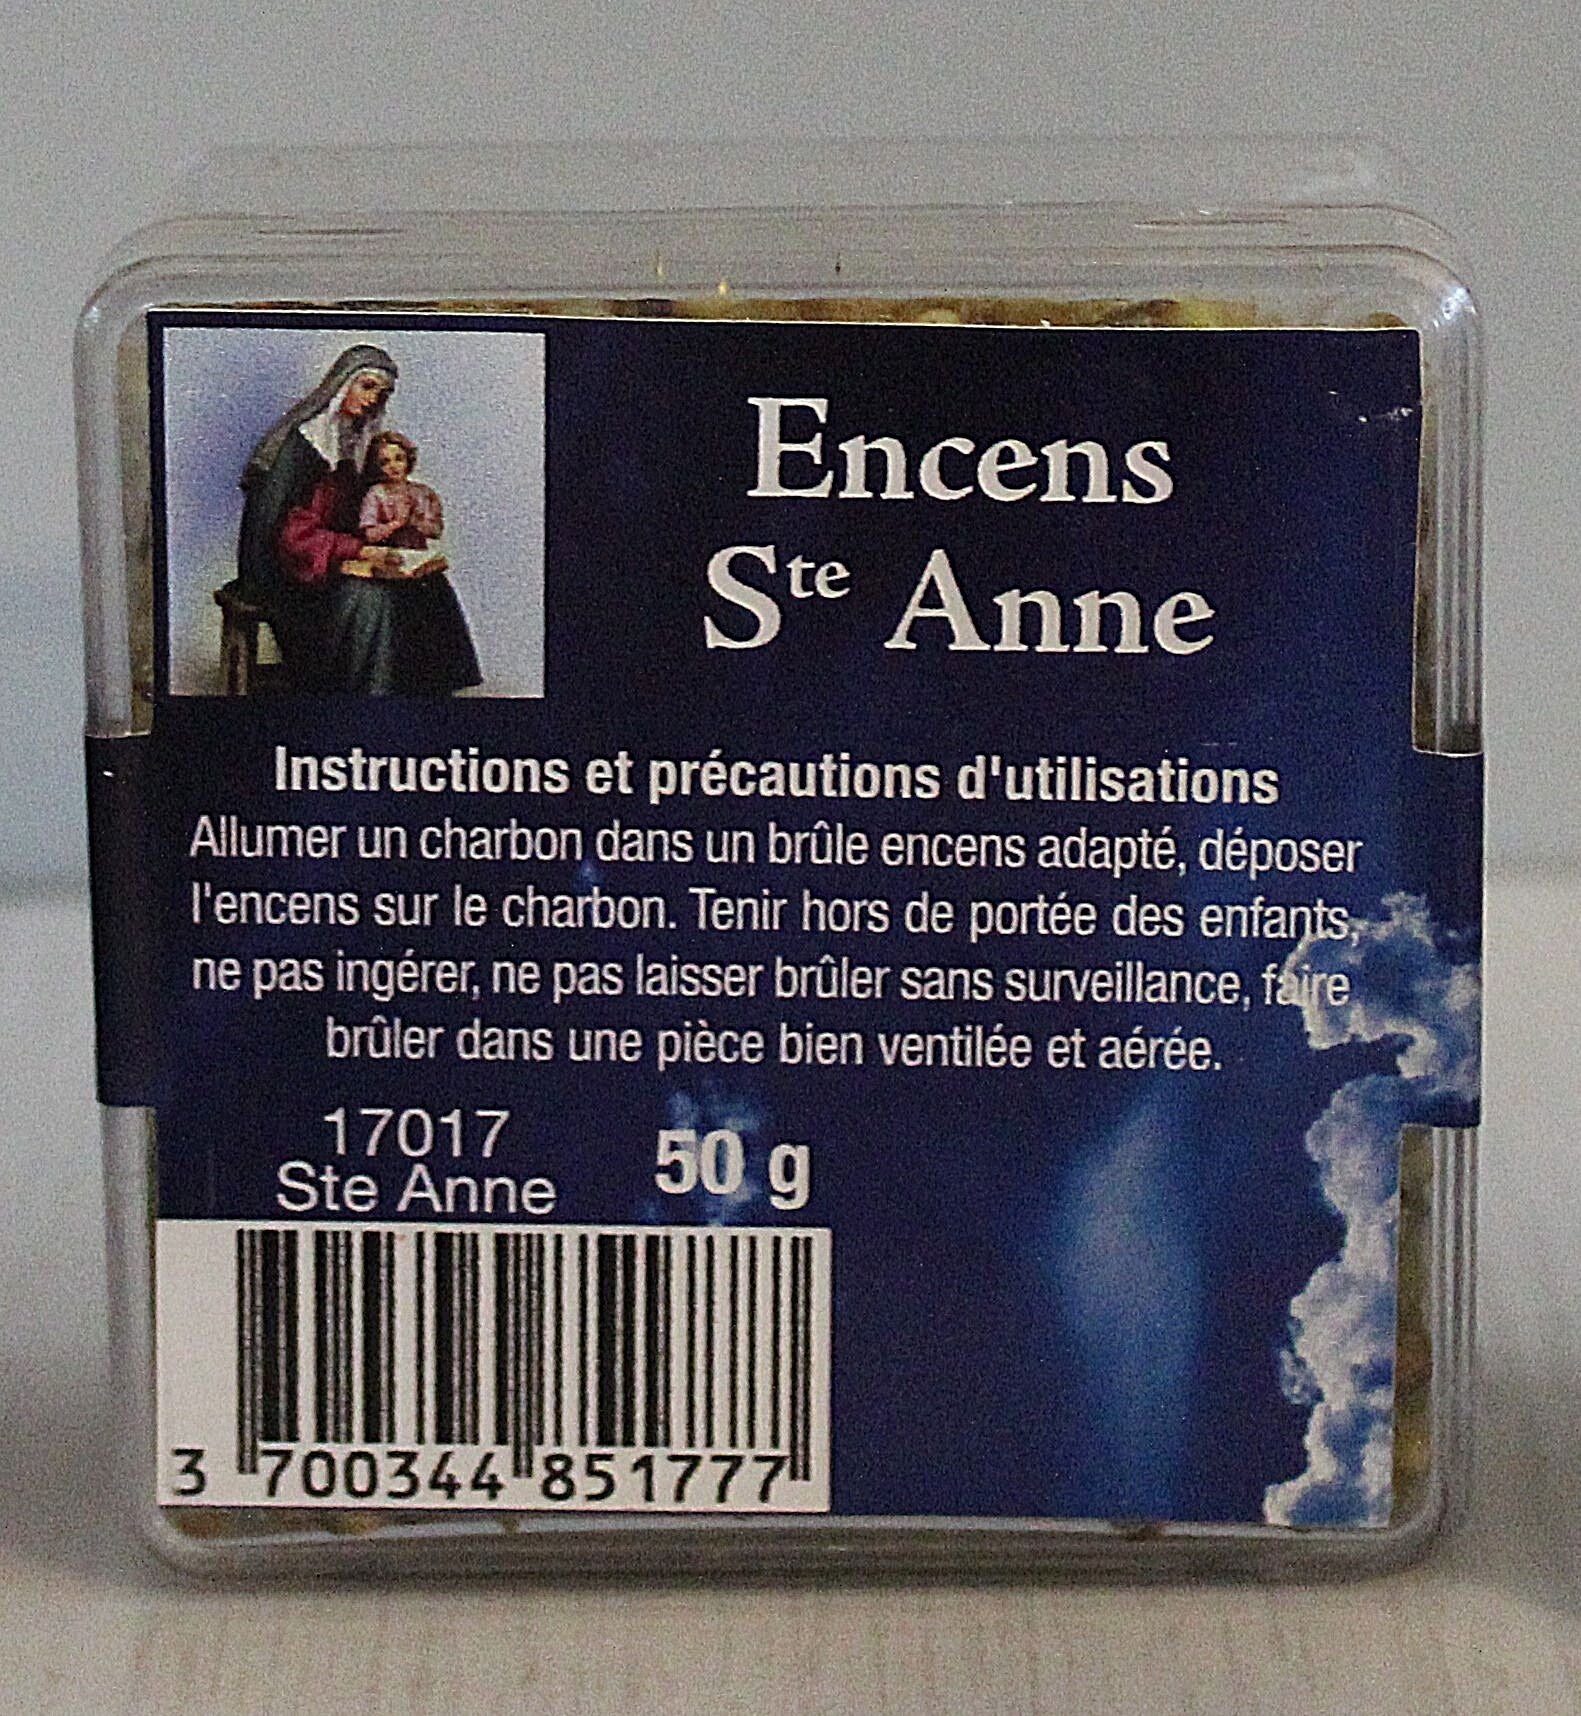 Encens
Ste Anne
Instructions et précautions d'utilisations
Allumer un charbon dans un brûle encens adapté, déposer
l'encens sur le charbon. Tenir hors de portée des enfants,
ne pas ingérer, ne pas laisser brûler sans surveillance, faire
brûler dans une pièce bien ventilée et aérée.
17017
Ste Anne
50 g
3 700344 851777